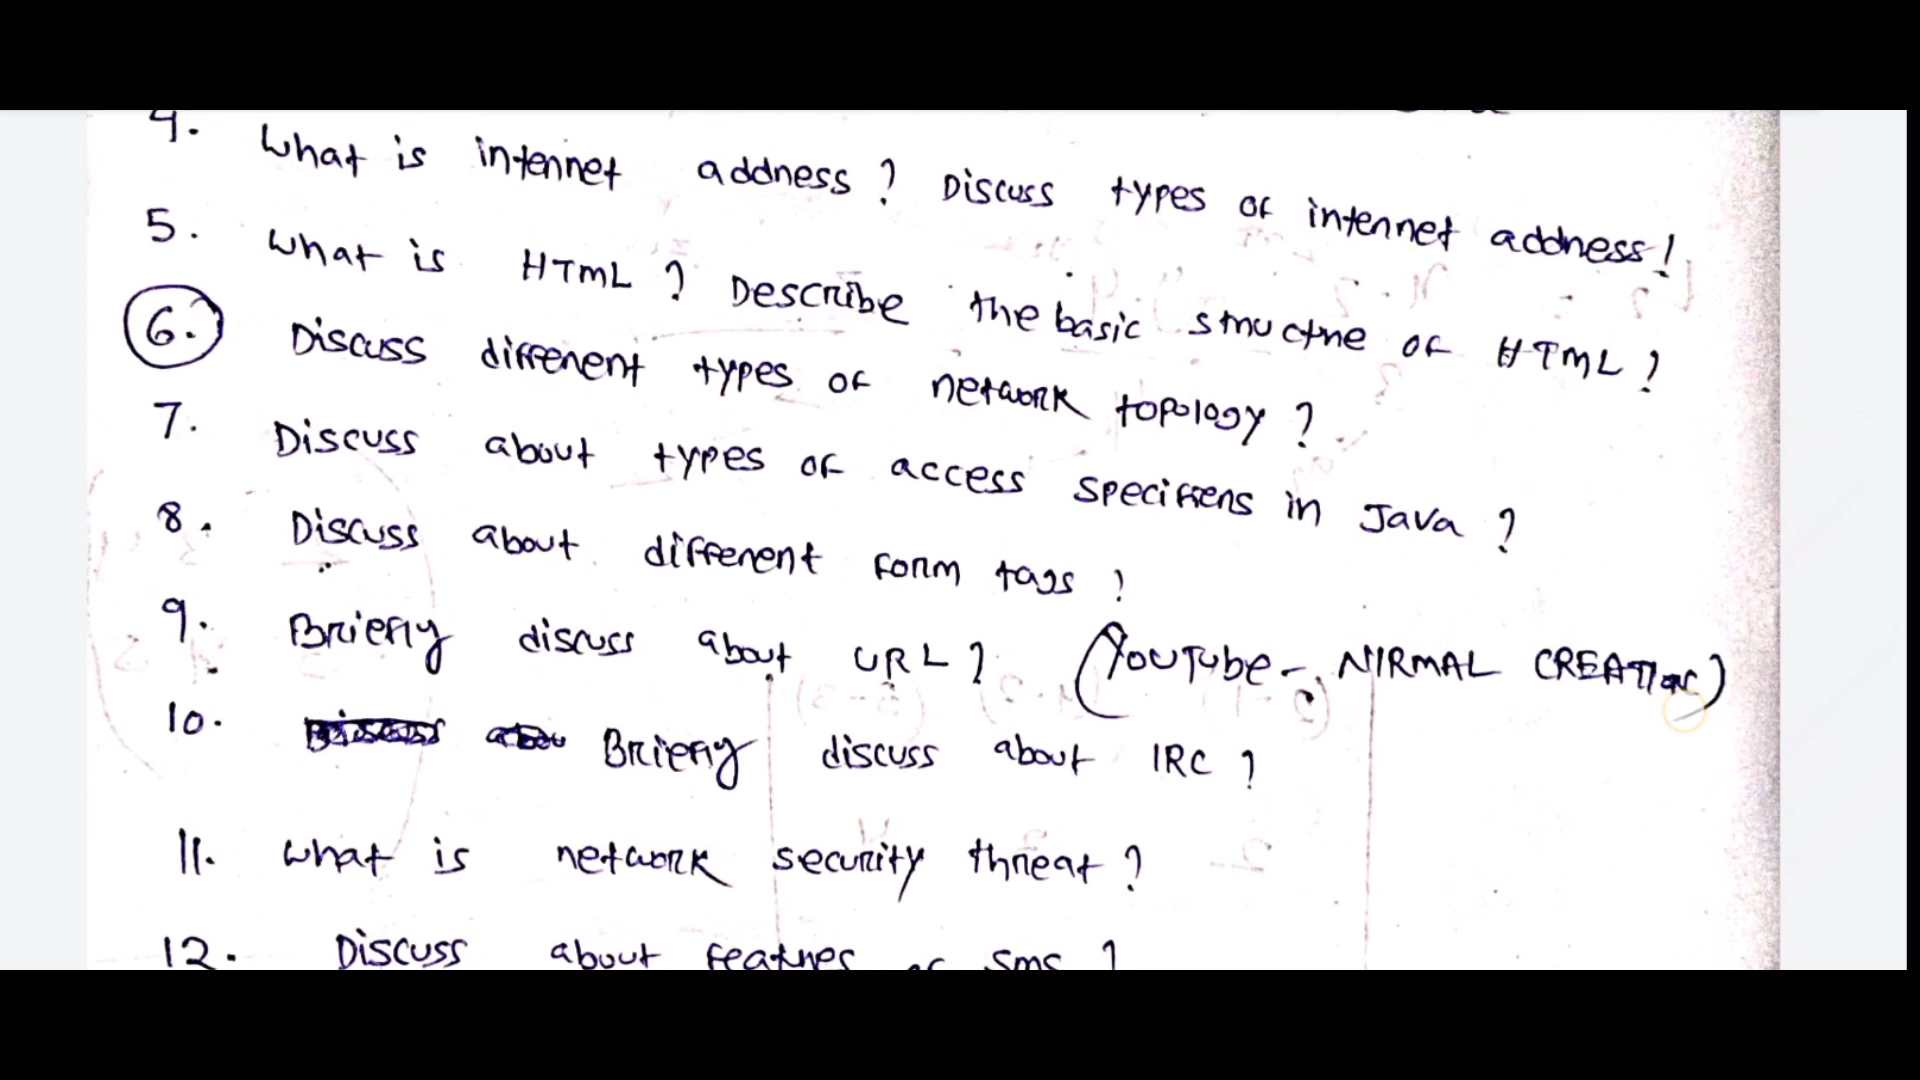 4. What is internet address? Discuss types of internet address!
5. What is HTML? Describe the basic structre of HTML?
6. Discuss different types of network topology?
7. Discuss about types of access specifiers in Java?
8. Discuss about different form tags?
9. Briefly discuss about URL? (YouTube - NIRMAL CREATION)
10. Briefly discuss about IRC?
11. What is network security threat?
12. Discuss about features of sms?